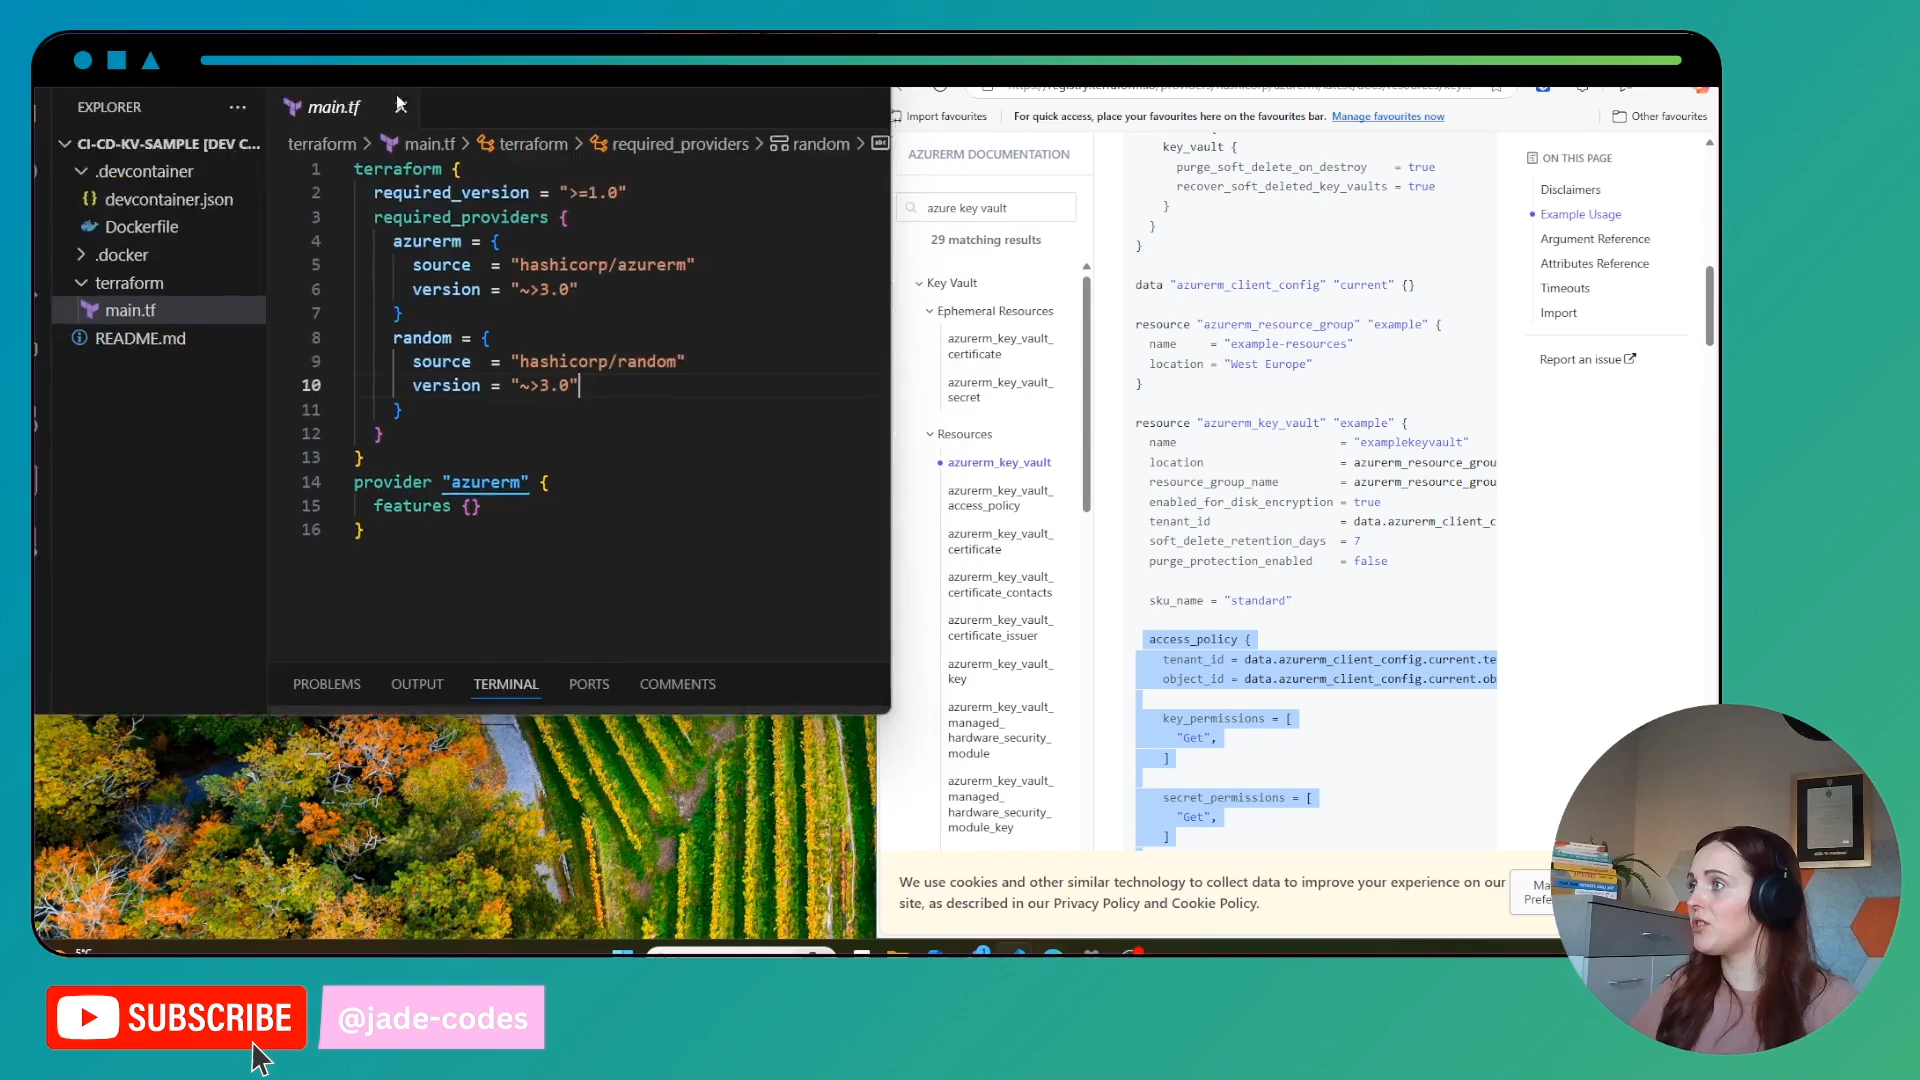 EXPLORER
CI-CD-KV-SAMPLE [DEV C...
.devcontainer
{} devcontainer.json
Dockerfile
.docker
terraform
main.tf
README.md
main.tf
terraform > main.tf > terraform > required_providers > random >
1 terraform {
2 required_version = ">=1.0"
3 required_providers {
4 azurerm = {
5 source = "hashicorp/azurerm"
6 version = "~>3.0"
7 }
8 random = {
9 source = "hashicorp/random"
10 version = "~>3.0"
11 }
12 }
13 }
14 provider "azurerm" {
15 features {}
16 }
PROBLEMS OUTPUT TERMINAL PORTS COMMENTS
Import favourites
For quick access, place your favourites here on the favourites bar. Manage favourites now
Other favourites
AZURERM DOCUMENTATION
azure key vault
29 matching results
Key Vault
Ephemeral Resources
azurerm_key_vault_
certificate
azurerm_key_vault_
secret
Resources
azurerm_key_vault
azurerm_key_vault_
access_policy
azurerm_key_vault_
certificate
azurerm_key_vault_
certificate_contacts
azurerm_key_vault_
certificate_issuer
azurerm_key_vault_
key
azurerm_key_vault_
managed_
hardware_security_
module
azurerm_key_vault_
managed_
hardware_security_
module_key
key_vault {
purge_soft_delete_on_destroy = true
recover_soft_deleted_key_vaults = true
}
}
}
data "azurerm_client_config" "current" {}
resource "azurerm_resource_group" "example" {
name = "example-resources"
location = "West Europe"
}
resource "azurerm_key_vault" "example" {
name = "examplekeyvault"
location = azurerm_resource_grou
resource_group_name = azurerm_resource_grou
enabled_for_disk_encryption = true
tenant_id = data.azurerm_client_c
soft_delete_retention_days = 7
purge_protection_enabled = false
sku_name = "standard"
access_policy {
tenant_id = data.azurerm_client_config.current.te
object_id = data.azurerm_client_config.current.ob
key_permissions = [
"Get",
]
secret_permissions = [
"Get",
]
ON THIS PAGE
Disclaimers
Example Usage
Argument Reference
Attributes Reference
Timeouts
Import
Report an issue
We use cookies and other similar technology to collect data to improve your experience on our
site, as described in our Privacy Policy and Cookie Policy.
Ma
Prefe
5°C
SUBSCRIBE
@jade-codes